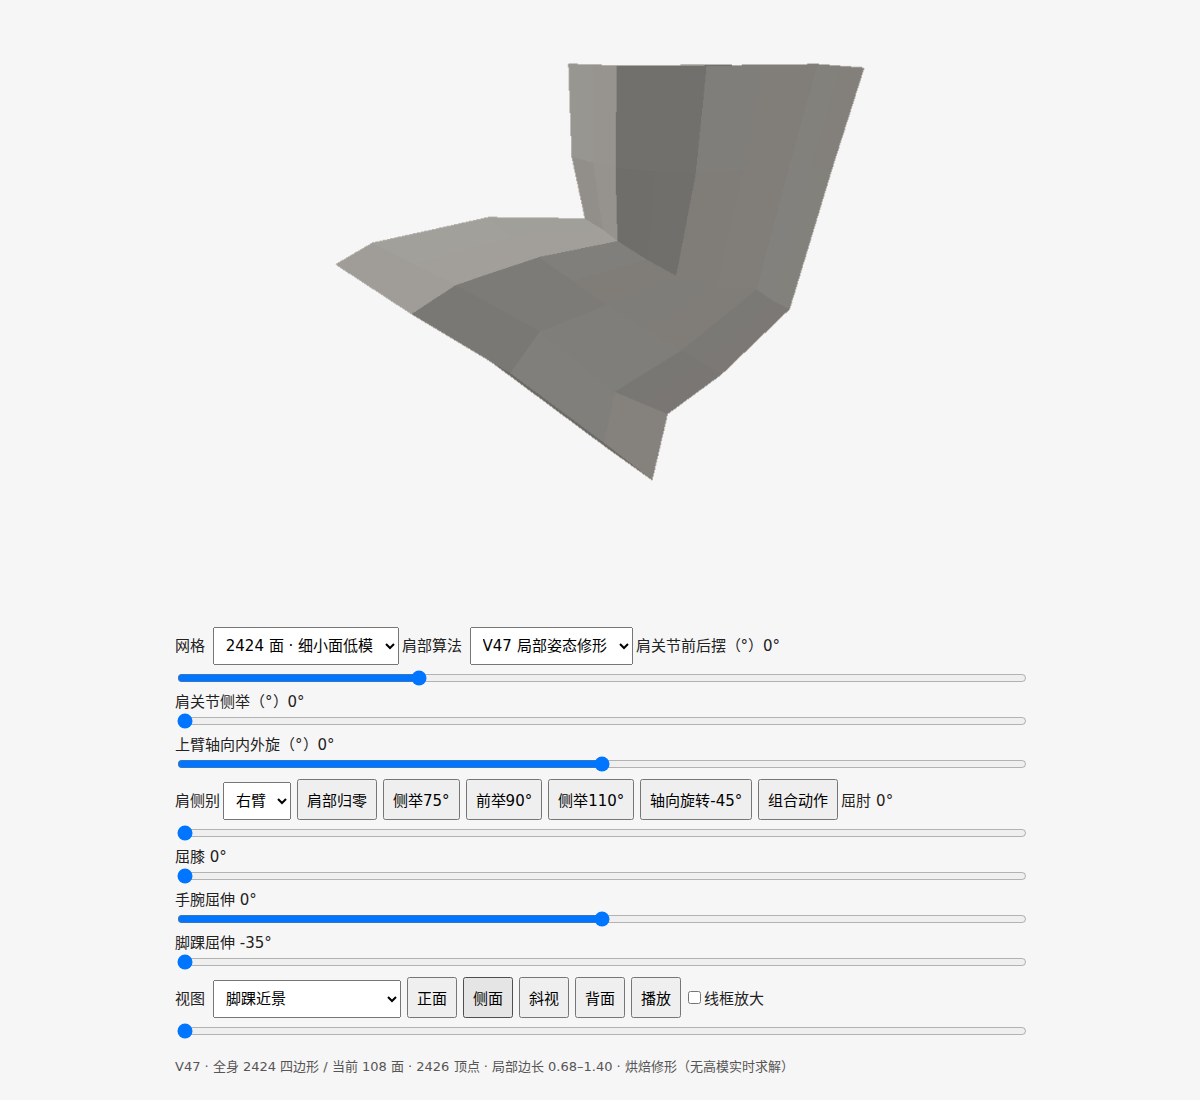 网格 2424 面 · 细小面低模 肩部算法 V47 局部姿态修形 肩关节前后摆（°）0°
肩关节侧举（°）0°
上臂轴向内外旋（°）0°
肩侧别 右臂 肩部归零 侧举75° 前举90° 侧举110° 轴向旋转-45° 组合动作 屈肘 0°
屈膝 0°
手腕屈伸 0°
脚踝屈伸 -35°
视图 脚踝近景 正面 侧面 斜视 背面 播放 线框放大
V47 · 全身 2424 四边形 / 当前 108 面 · 2426 顶点 · 局部边长 0.68–1.40 · 烘焙修形（无高模实时求解）